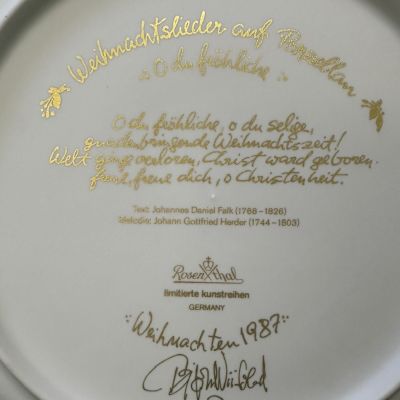 Weihnachtslieder auf Porzellan
O du fröhliche
O du fröhliche, o du selige,
gnadenbringende Weihnachtszeit!
Welt ging verloren, Christ ward geboren.
freue, freue dich, o Christenheit.
Text: Johannes Daniel Falk (1768–1826)
Melodie: Johann Gottfried Herder (1744–1803)
Rosenthal
limitierte kunstreihen
GERMANY
Weihnachten 1987